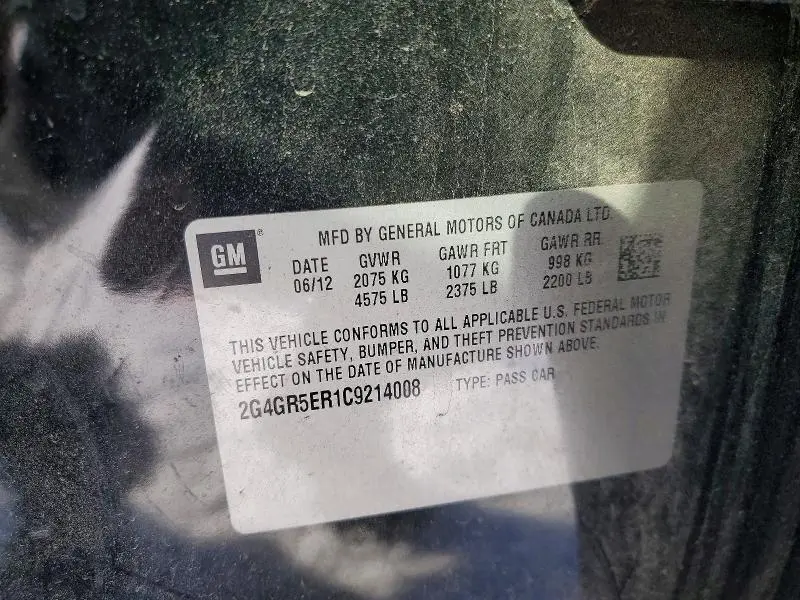 GM ®
MFD BY GENERAL MOTORS OF CANADA LTD.
DATE GVWR GAWR FRT GAWR RR
06/12 2075 KG 1077 KG 998 KG
4575 LB 2375 LB 2200 LB
THIS VEHICLE CONFORMS TO ALL APPLICABLE U.S. FEDERAL MOTOR
VEHICLE SAFETY, BUMPER, AND THEFT PREVENTION STANDARDS IN
EFFECT ON THE DATE OF MANUFACTURE SHOWN ABOVE.
2G4GR5ER1C9214008 TYPE: PASS CAR